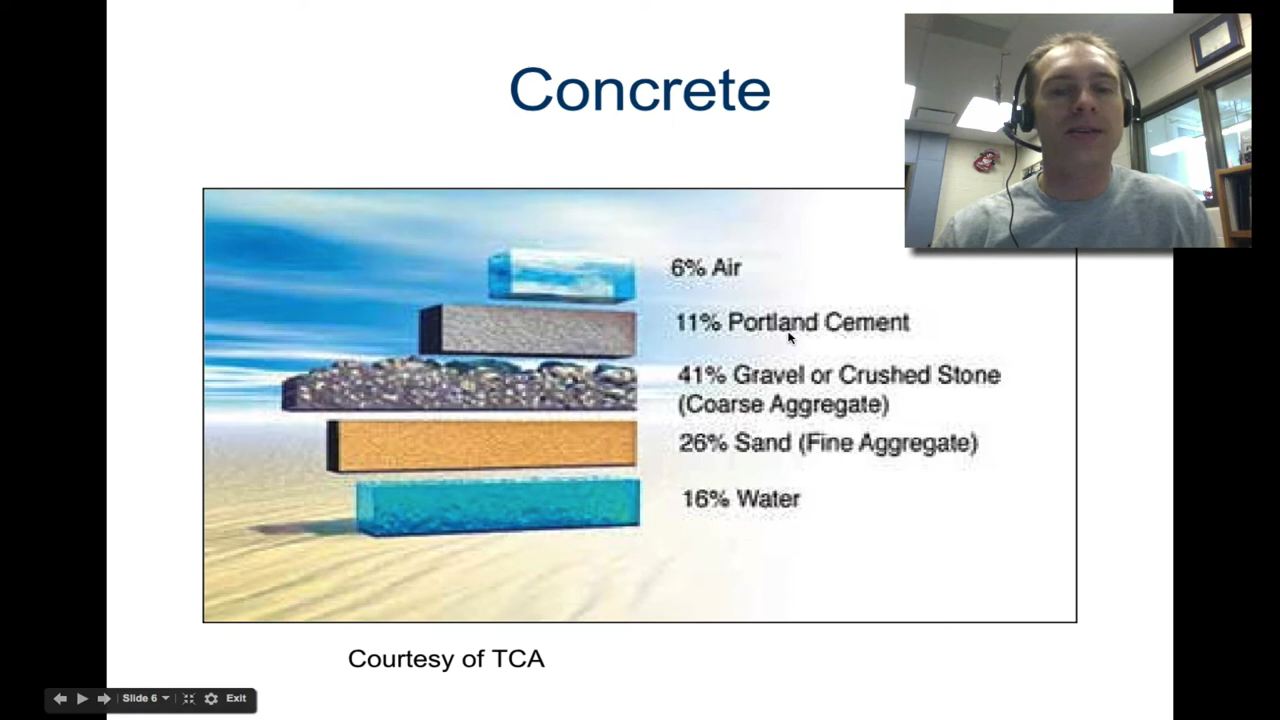 Concrete
6% Air
11% Portland Cement
41% Gravel or Crushed Stone
(Coarse Aggregate)
26% Sand (Fine Aggregate)
16% Water
Courtesy of TCA
Slide 6
Exit